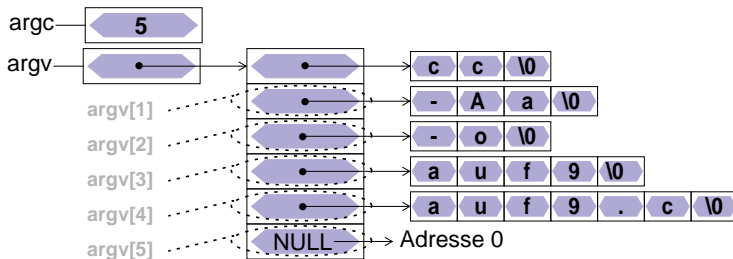 argc 5
argv c c \0
argv[1] - A a \0
argv[2] - o \0
argv[3] a u f 9 \0
argv[4] a u f 9 . c \0
argv[5] NULL Adresse 0